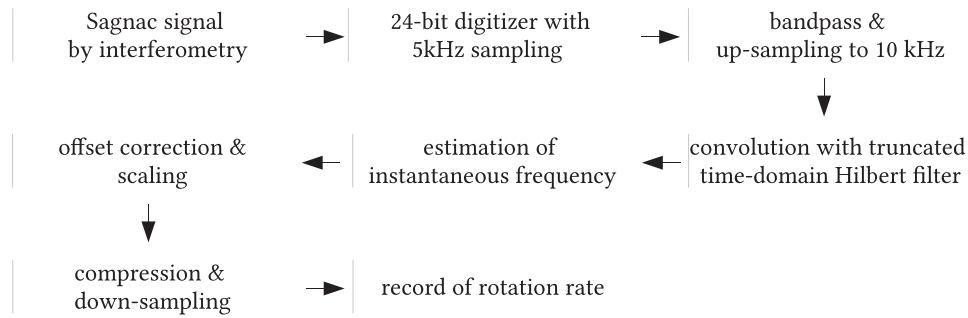 Sagnac signal
by interferometry
24-bit digitizer with
5kHz sampling
bandpass &
up-sampling to 10 kHz
convolution with truncated
time-domain Hilbert filter
estimation of
instantaneous frequency
offset correction &
scaling
compression &
down-sampling
record of rotation rate